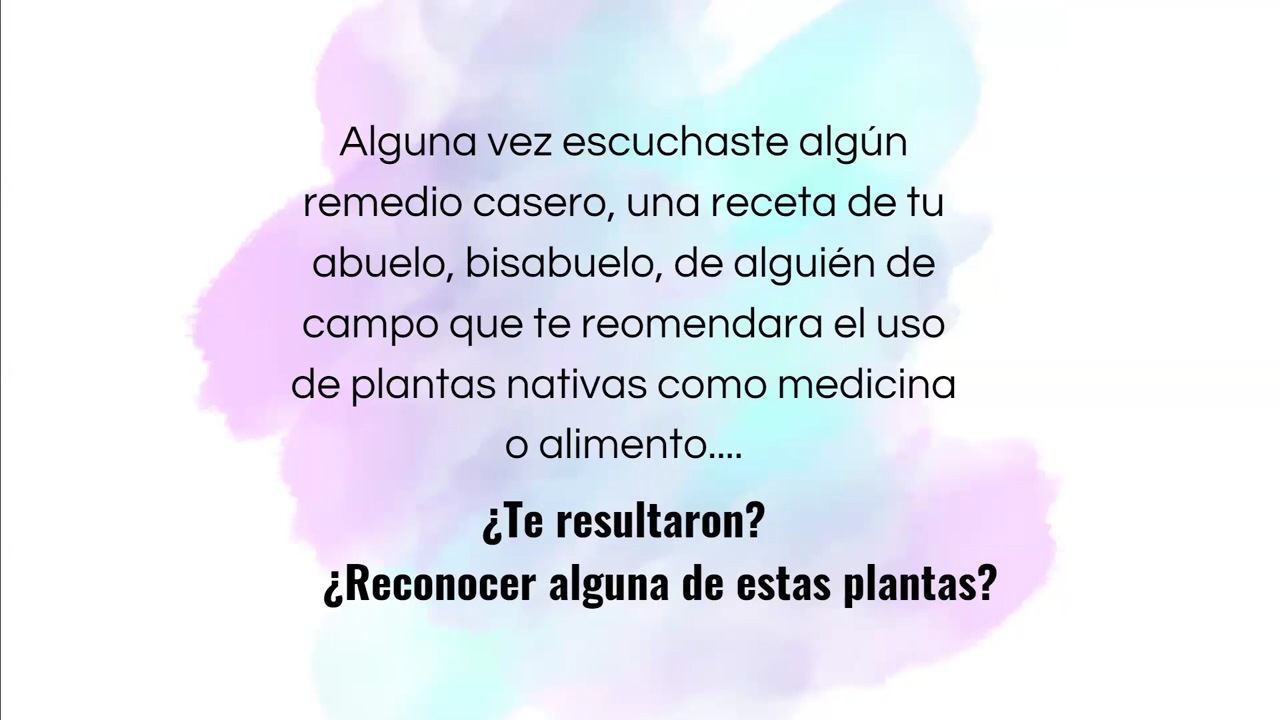 Alguna vez escuchaste algún
remedio casero, una receta de tu
abuelo, bisabuelo, de alguién de
campo que te reomendara el uso
de plantas nativas como medicina
o alimento....
¿Te resultaron?
¿Reconocer alguna de estas plantas?